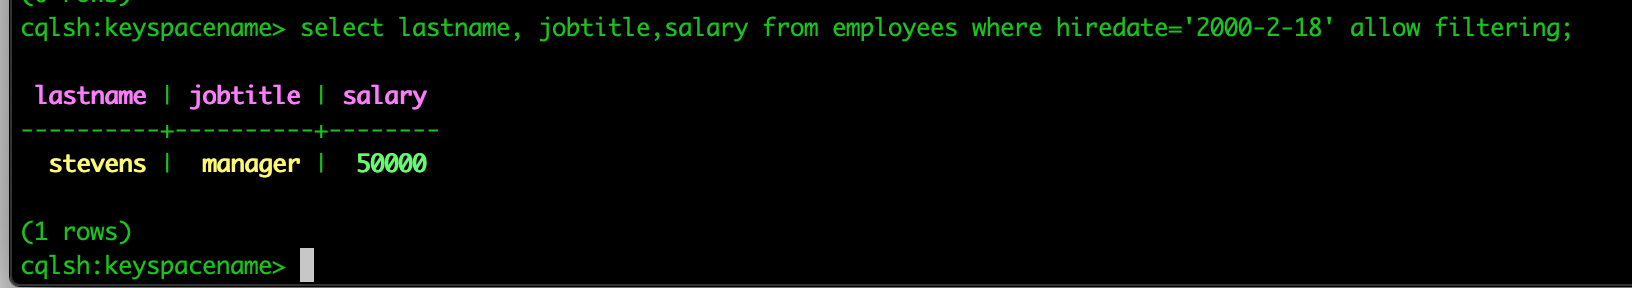 cqlsh:keyspacename> select lastname, jobtitle,salary from employees where hiredate='2000-2-18' allow filtering;
lastname | jobtitle | salary
----------+----------+--------
stevens | manager | 50000
(1 rows)
cqlsh:keyspacename>